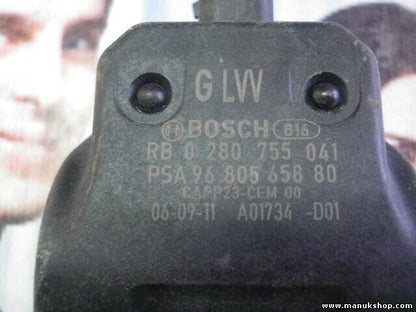 G LVV
BOSCH B16
RB 0 280 755 041
PSA 96 805 658 80
CAPP23-CEM 00
06-09-11 A01734 -D01
www.manukshop.com